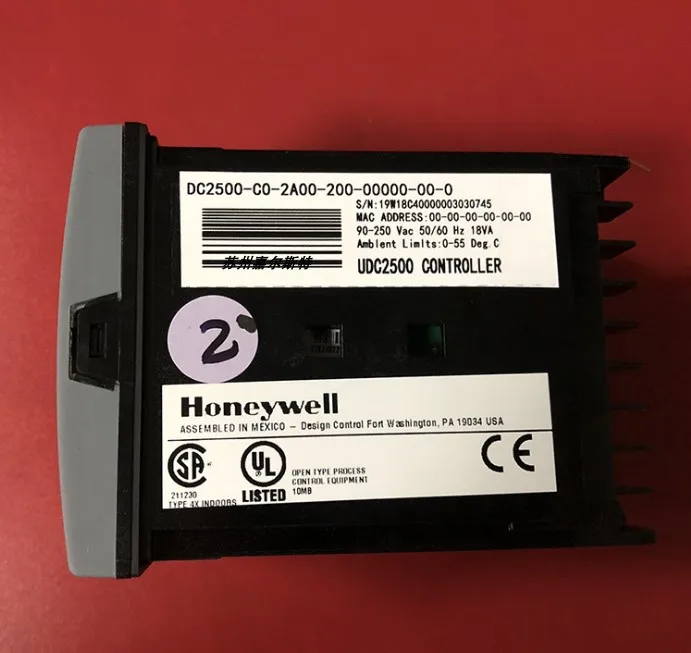 DC2500-C0-2A00-200-00000-00-0
S/N:19W18C40000003030745
MAC ADDRESS:00-00-00-00-00-00
90-250 Vac 50/60 Hz 18VA
Ambient Limits:0-55 Deg.C
苏州嘉尔斯特
UDC2500 CONTROLLER
2
Honeywell
ASSEMBLED IN MEXICO – Design Control Fort Washington, PA 19034 USA
SA
UL
LISTED
OPEN TYPE PROCESS
CONTROL EQUIPMENT
10MB
211230
TYPE 4X INDOORS
CE